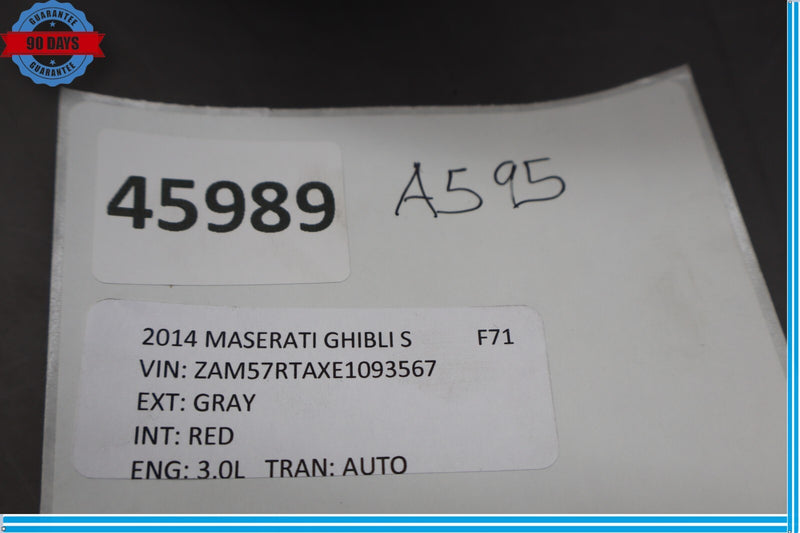 GUARANTEE
90 DAYS
GUARANTEE
45989
A595
2014 MASERATI GHIBLI S F71
VIN: ZAM57RTAXE1093567
EXT: GRAY
INT: RED
ENG: 3.0L TRAN: AUTO